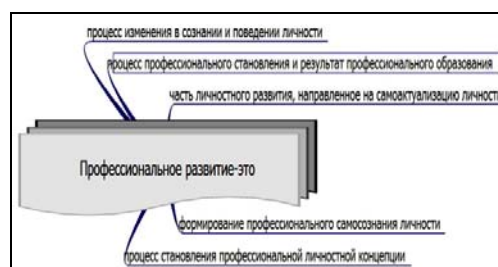 процесс изменения в сознании и поведении личности
процесс профессионального становления и результат профессионального образования
часть личностного развития, направленное на самоактуализацию личности
Профессиональное развитие-это
формирование профессионального самосознания личности
процесс становления профессиональной личностной концепции